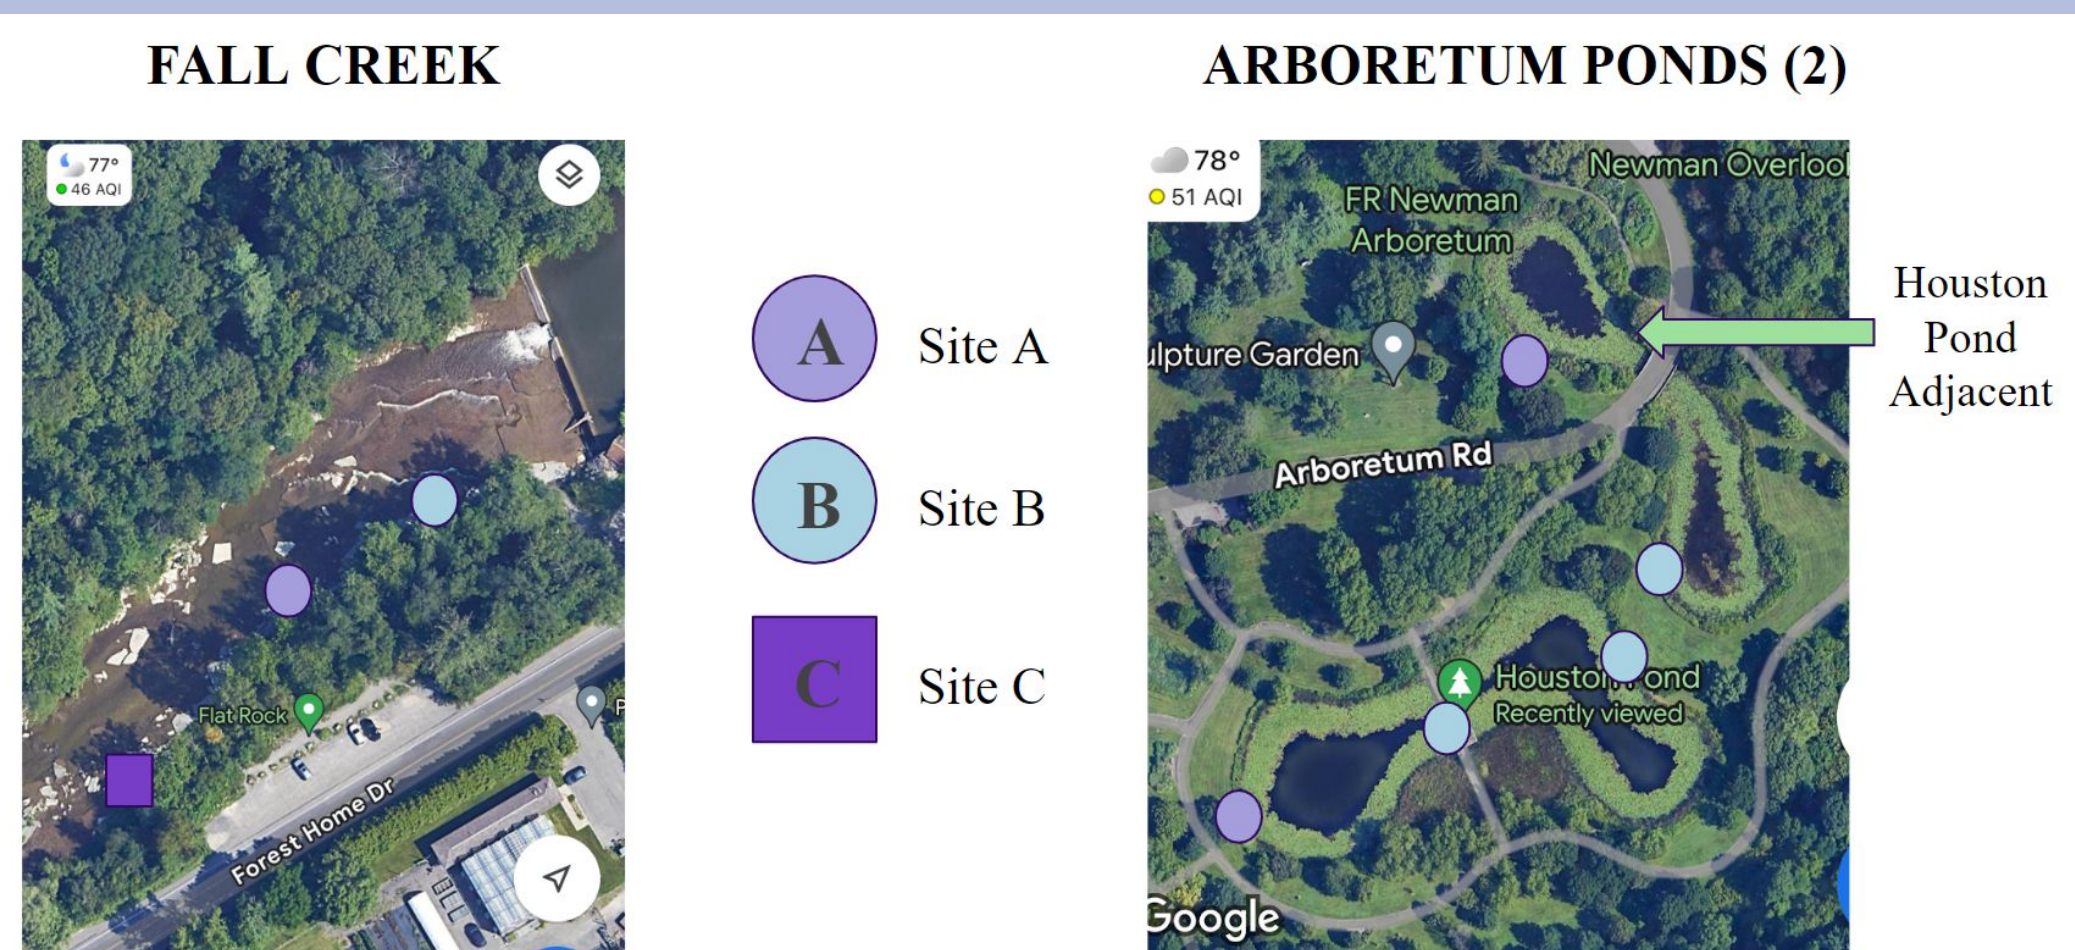 FALL CREEK
ARBORETUM PONDS (2)
77°
46 AQI
Flat Rock
P
Forest Home Dr
A
Site A
B
Site B
C
Site C
78°
51 AQI
Newman Overlool
FR Newman
Arboretum
ulpture Garden
Arboretum Rd
Houston Pond
Recently viewed
Google
Houston
Pond
Adjacent